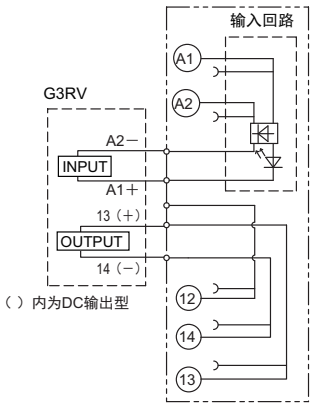 输入回路
A1
A2
G3RV
A2－
INPUT
A1＋
13（＋）
OUTPUT
14（－）
（ ）内为DC输出型
12
14
13